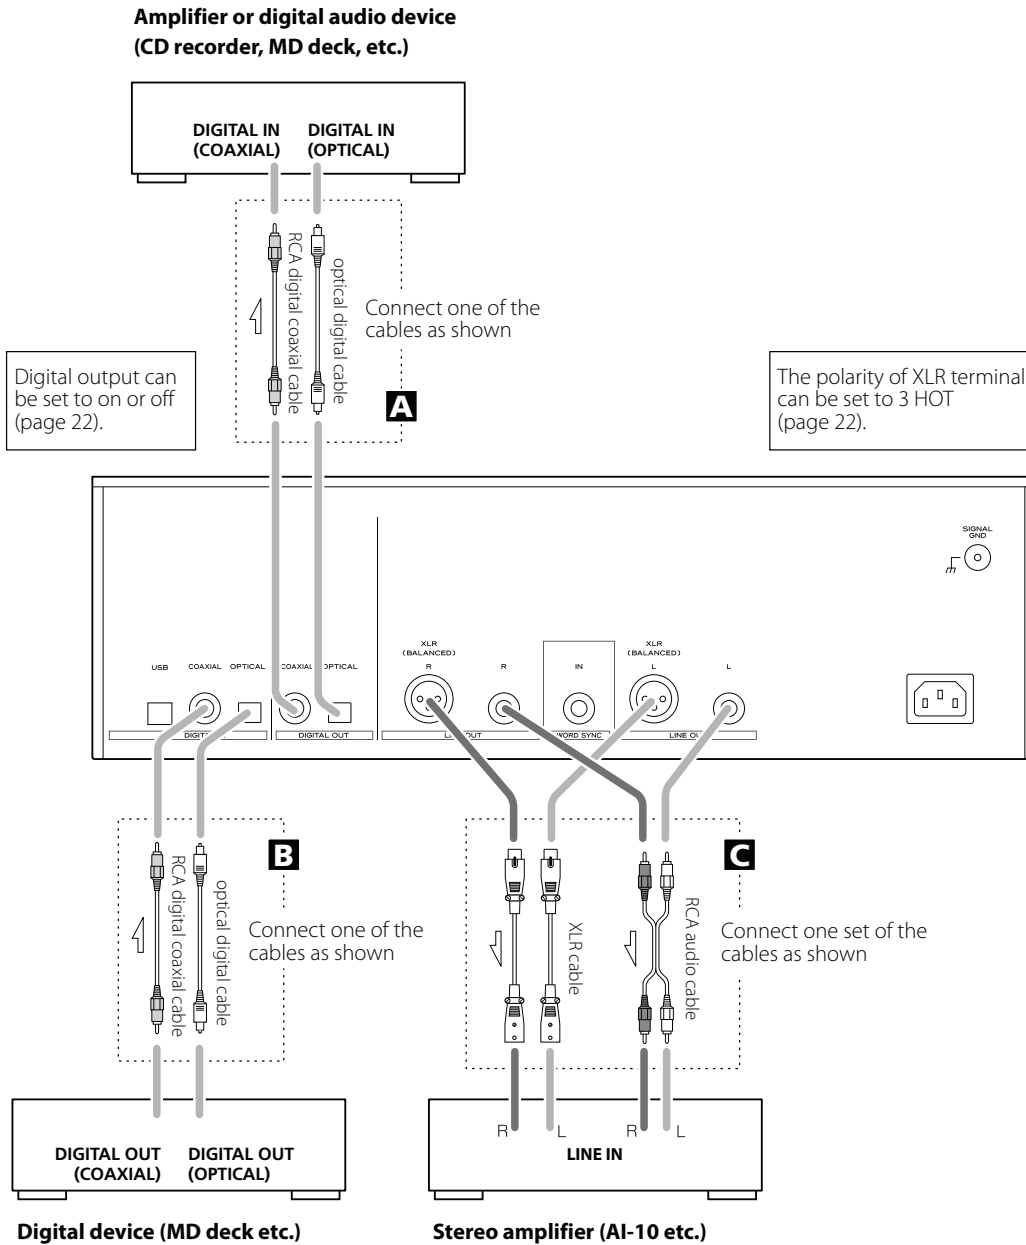 Amplifier or digital audio device
(CD recorder, MD deck, etc.)
DIGITAL IN
(COAXIAL)
DIGITAL IN
(OPTICAL)
RCA digital coaxial cable
optical digital cable
Connect one of the
cables as shown
A
Digital output can
be set to on or off
(page 22).
The polarity of XLR terminal
can be set to 3 HOT
(page 22).
SIGNAL
GND
XLR
(BALANCED)
R
R
IN
XLR
(BALANCED)
L
L
USB
COAXIAL
OPTICAL
DIGITAL OUT
WORD SYNC
B
RCA digital coaxial cable
optical digital cable
Connect one of the
cables as shown
C
XLR cable
RCA audio cable
Connect one set of the
cables as shown
DIGITAL OUT
(COAXIAL)
DIGITAL OUT
(OPTICAL)
R
L
R
L
LINE IN
Digital device (MD deck etc.)
Stereo amplifier (AI-10 etc.)